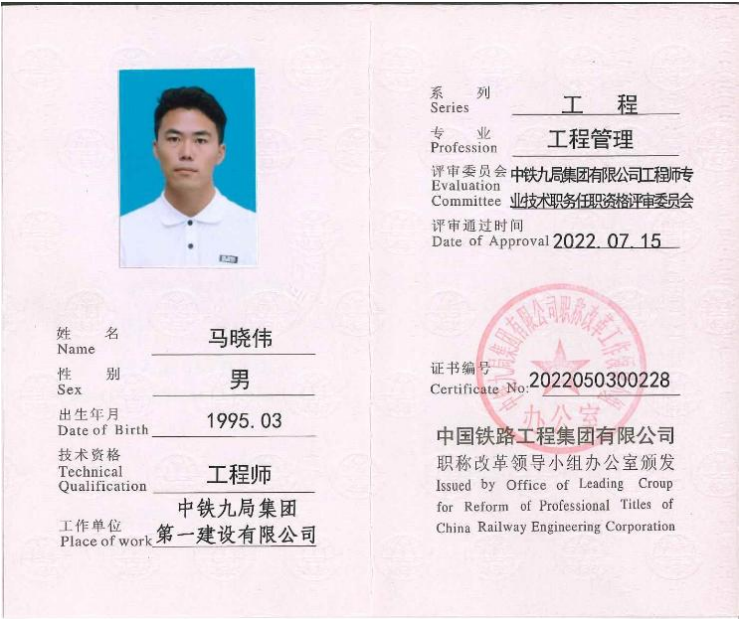 姓 名
Name 马晓伟
性 别
Sex 男
出生年月
Date of Birth 1995.03
技术资格
Technical
Qualification 工程师
工作单位
Place of work 中铁九局集团
第一建设有限公司
系 列
Series 工 程
专 业
Profession 工程管理
评审委员会
Evaluation
Committee 中铁九局集团有限公司工程师专
业技术职务任职资格评审委员会
评审通过时间
Date of Approval 2022.07.15
证书编号
Certificate No: 2022050300228
办公室
中国铁路工程集团有限公司
职称改革领导小组办公室颁发
Issued by Office of Leading Croup
for Reform of Professional Titles of
China Railway Engineering Corporation